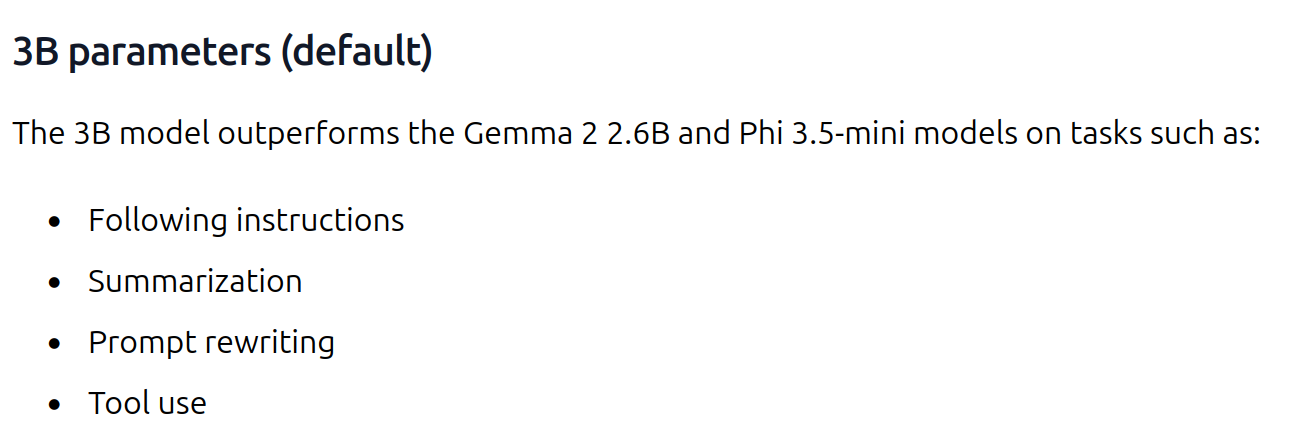 3B parameters (default)
The 3B model outperforms the Gemma 2 2.6B and Phi 3.5-mini models on tasks such as:
• Following instructions
• Summarization
• Prompt rewriting
• Tool use